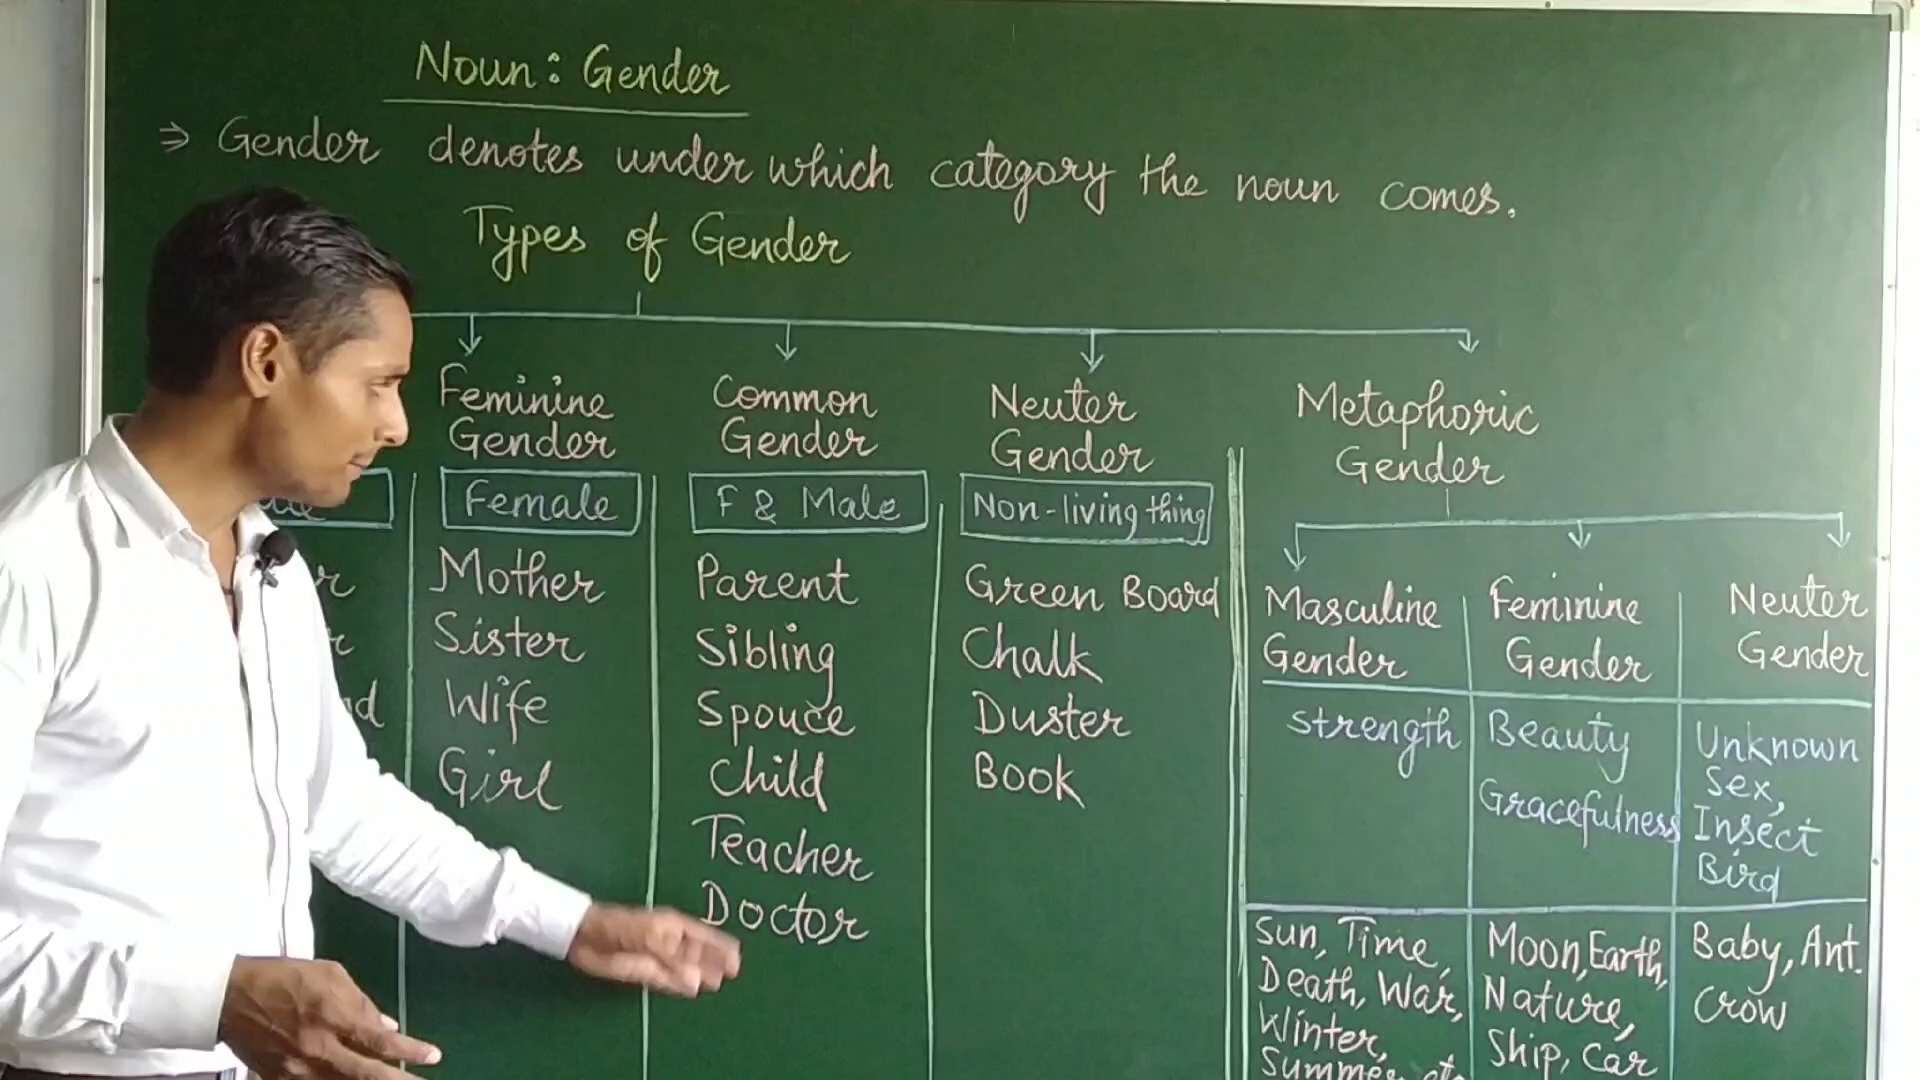 Noun: Gender
⇒ Gender denotes under which category the noun comes.
Types of Gender
Feminine
Gender
Female
Mother
Sister
Wife
Girl
Common
Gender
F & Male
Parent
Sibling
Spouce
Child
Teacher
Doctor
Neuter
Gender
Non-living thing
Green Board
Chalk
Duster
Book
Metaphoric
Gender
Masculine
Gender
Strength
Sun, Time,
Death, War,
Winter,
Summer, etc
Feminine
Gender
Beauty
Gracefulness
Moon, Earth,
Nature,
Ship, Car
Neuter
Gender
Unknown
Sex,
Insect
Bird
Baby, Ant.
Crow